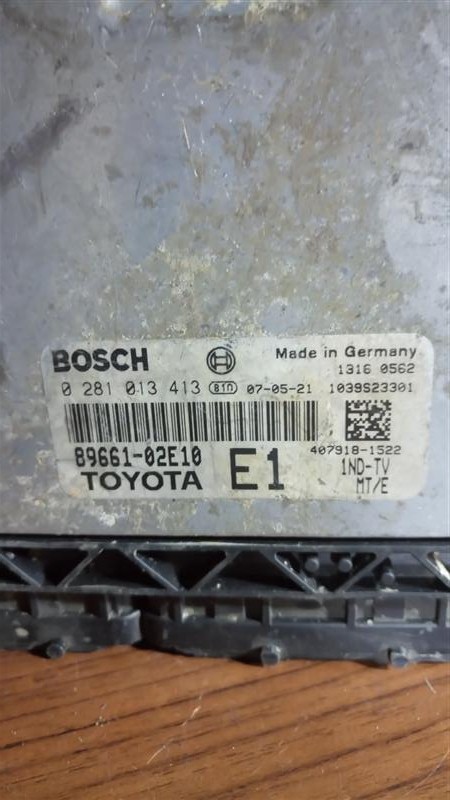 BOSCH Made in Germany
1316 0562
0 281 013 413 810 07-05-21 1039S23301
89661-02E10 E1 407918-1522
TOYOTA 1ND-TV
MT/E